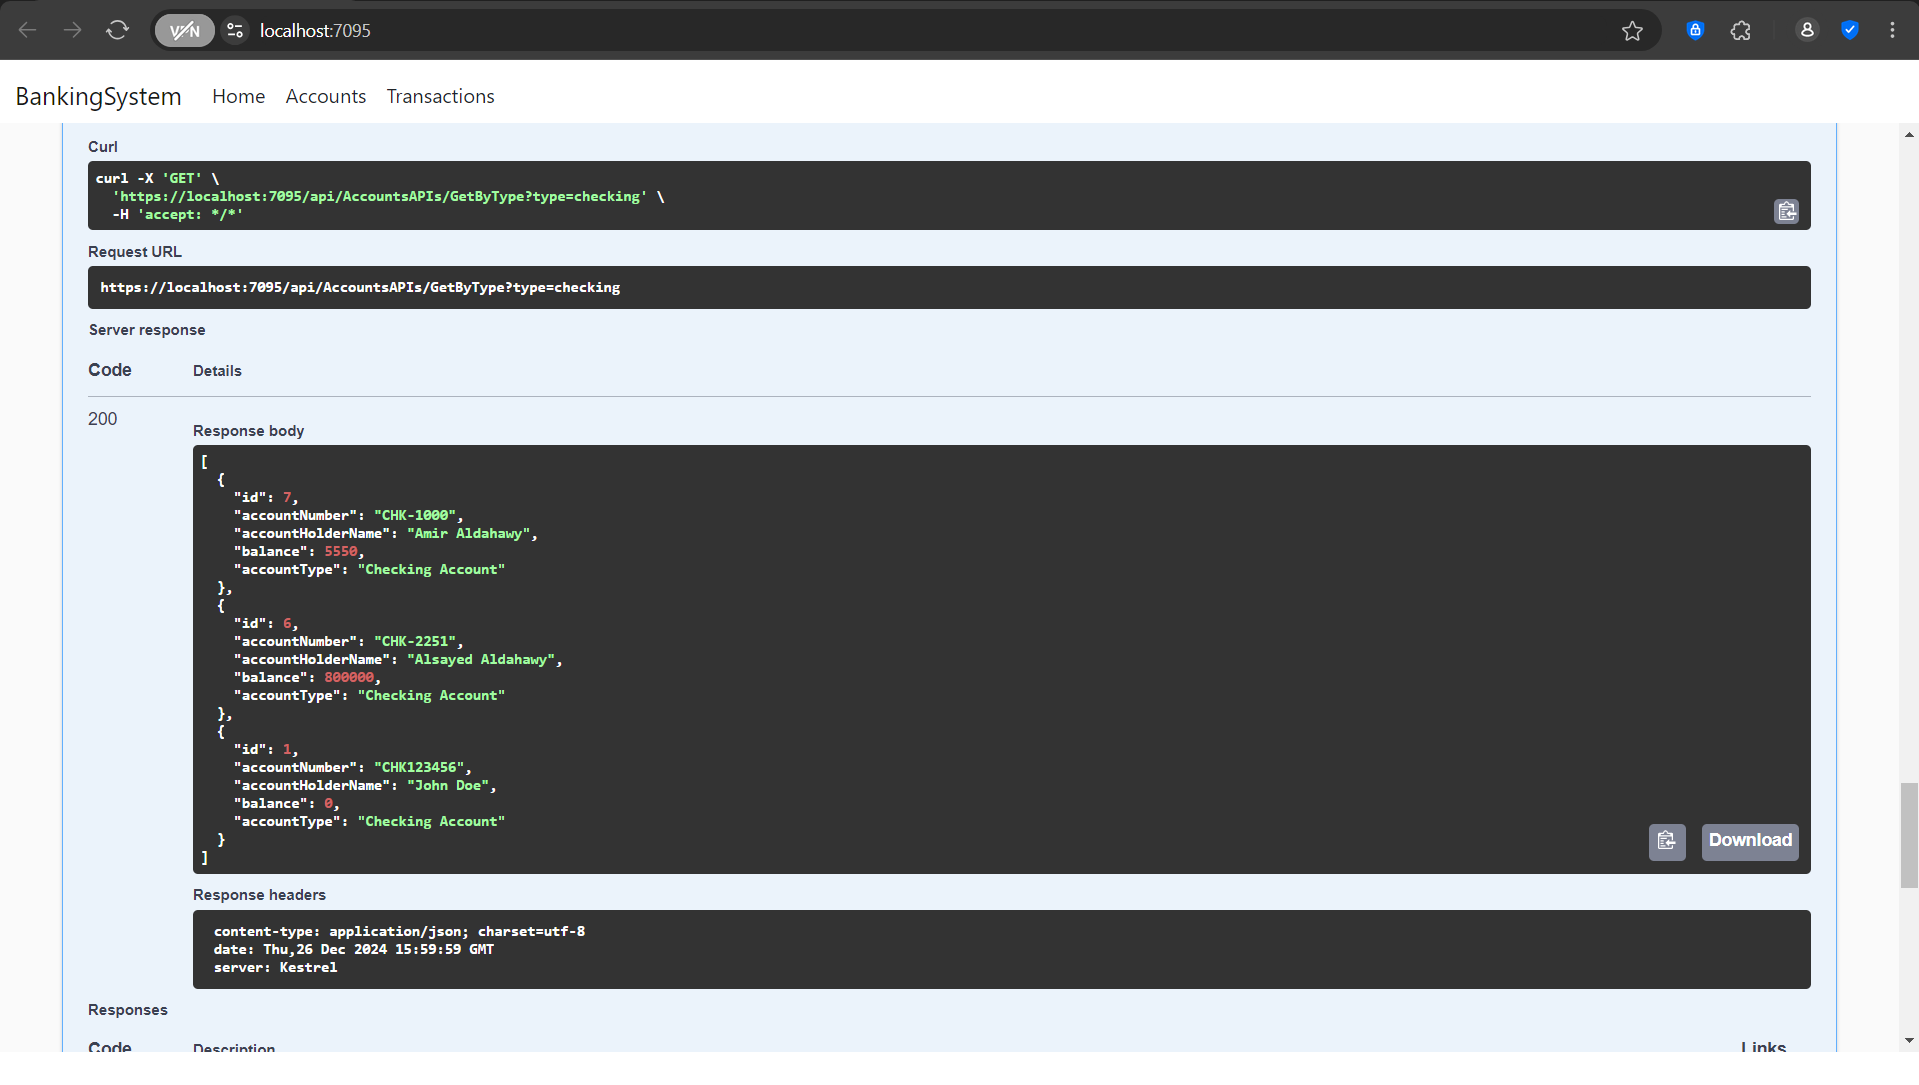 VPN localhost:7095
BankingSystem Home Accounts Transactions
Curl
curl -X 'GET' \
  'https://localhost:7095/api/AccountsAPIs/GetByType?type=checking' \
  -H 'accept: */*'
Request URL
https://localhost:7095/api/AccountsAPIs/GetByType?type=checking
Server response
Code Details
200
Response body
[
  {
    "id": 7,
    "accountNumber": "CHK-1000",
    "accountHolderName": "Amir Aldahawy",
    "balance": 5550,
    "accountType": "Checking Account"
  },
  {
    "id": 6,
    "accountNumber": "CHK-2251",
    "accountHolderName": "Alsayed Aldahawy",
    "balance": 800000,
    "accountType": "Checking Account"
  },
  {
    "id": 1,
    "accountNumber": "CHK123456",
    "accountHolderName": "John Doe",
    "balance": 0,
    "accountType": "Checking Account"
  }
]
Download
Response headers
content-type: application/json; charset=utf-8
date: Thu,26 Dec 2024 15:59:59 GMT
server: Kestrel
Responses
Code Description Links